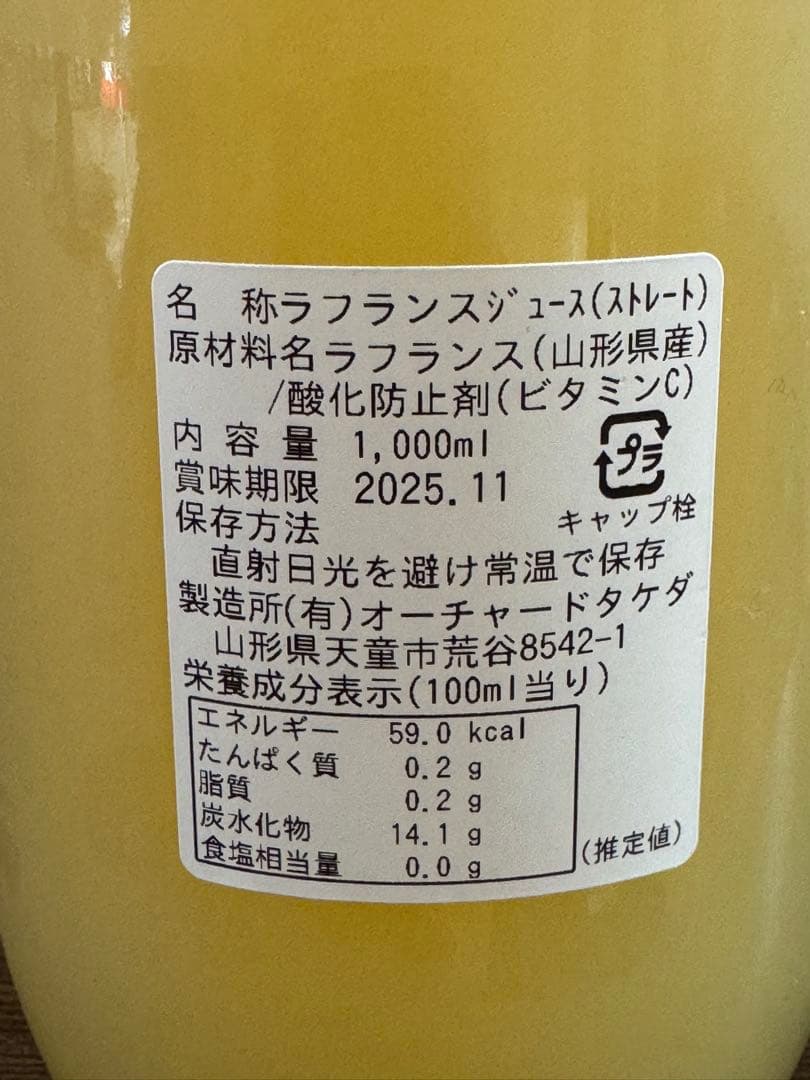 名 称ラフランスジュース(ストレート)
原材料名ラフランス(山形県産)
/酸化防止剤(ビタミンC)
内容量 1,000ml
賞味期限 2025.11
プラ
キャップ栓
保存方法
直射日光を避け常温で保存
製造所(有)オーチャードタケダ
山形県天童市荒谷8542-1
栄養成分表示(100ml当り)
エネルギー 59.0 kcal
たんぱく質 0.2 g
脂質 0.2 g
炭水化物 14.1 g
食塩相当量 0.0 g
(推定値)